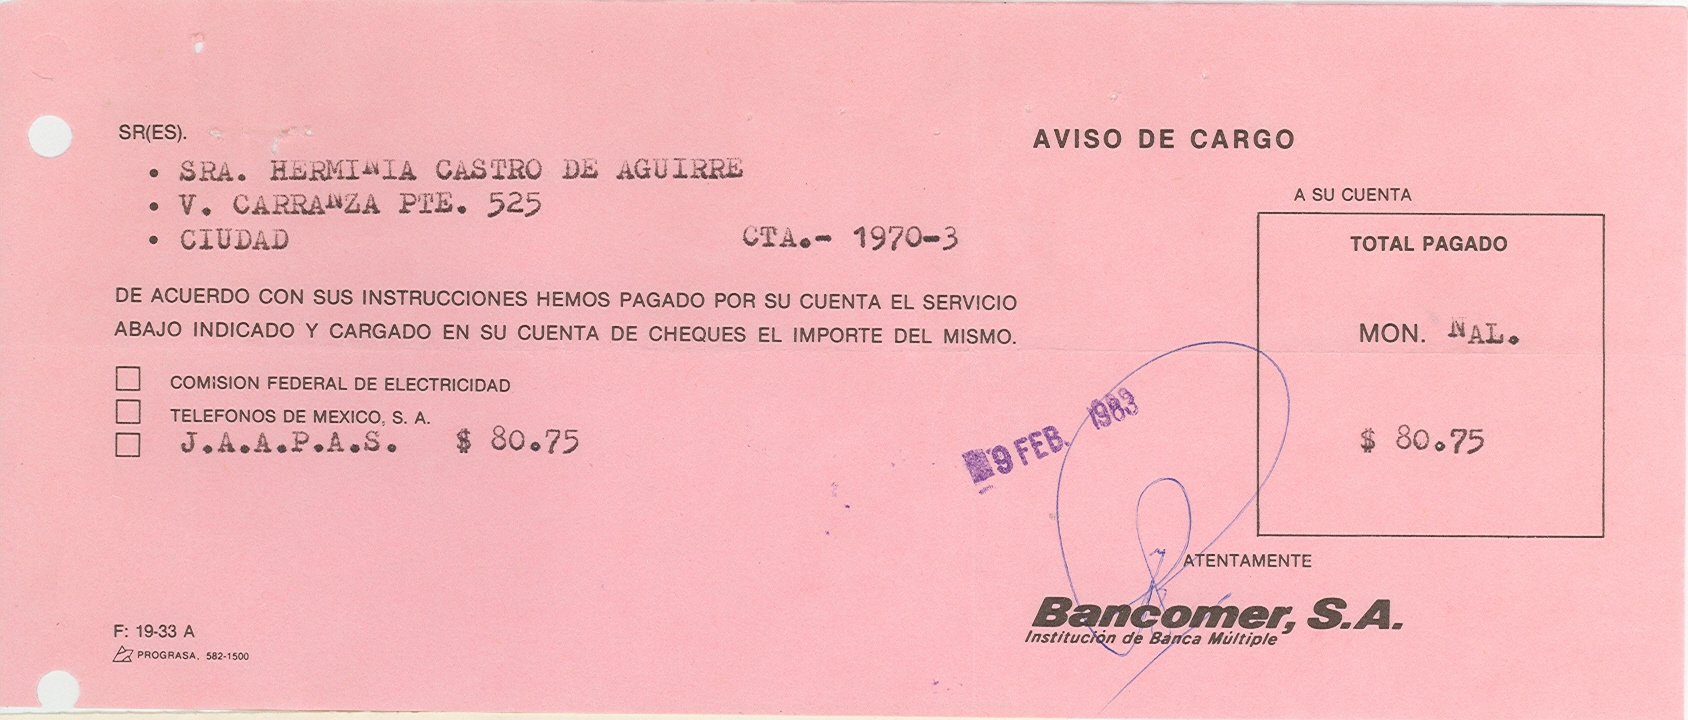 SR(ES).
• SRA. HERMINIA CASTRO DE AGUIRRE
• V. CARRANZA PTE. 525
• CIUDAD CTA.- 1970-3
AVISO DE CARGO
A SU CUENTA
TOTAL PAGADO
MON. NAL.
$ 80.75
DE ACUERDO CON SUS INSTRUCCIONES HEMOS PAGADO POR SU CUENTA EL SERVICIO
ABAJO INDICADO Y CARGADO EN SU CUENTA DE CHEQUES EL IMPORTE DEL MISMO.
COMISION FEDERAL DE ELECTRICIDAD
TELEFONOS DE MEXICO, S. A.
J.A.A.P.A.S. $ 80.75
9 FEB. 1983
ATENTAMENTE
Bancomer, S.A.
Institución de Banca Múltiple
F: 19-33 A
PROGRASA, 582-1500